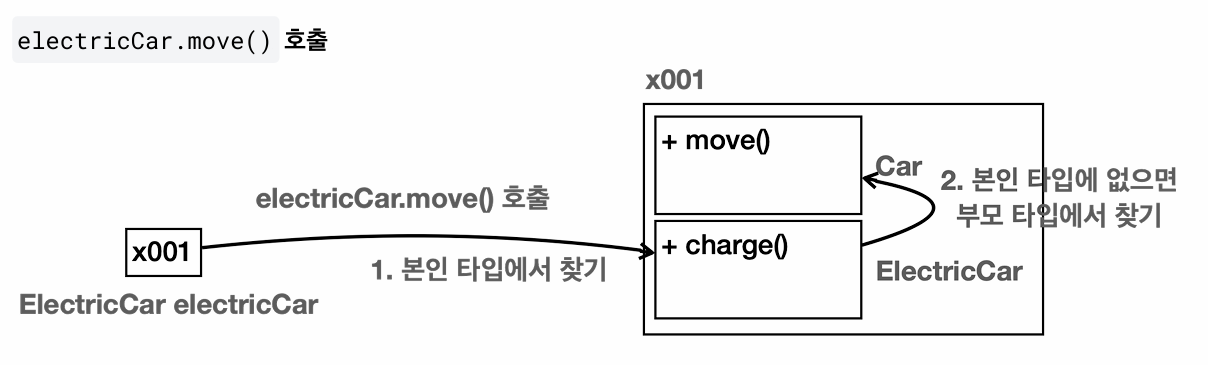 electricCar.move() 호출
x001
+ move()
Car
2. 본인 타입에 없으면
부모 타입에서 찾기
electricCar.move() 호출
x001
1. 본인 타입에서 찾기
+ charge()
ElectricCar
ElectricCar electricCar